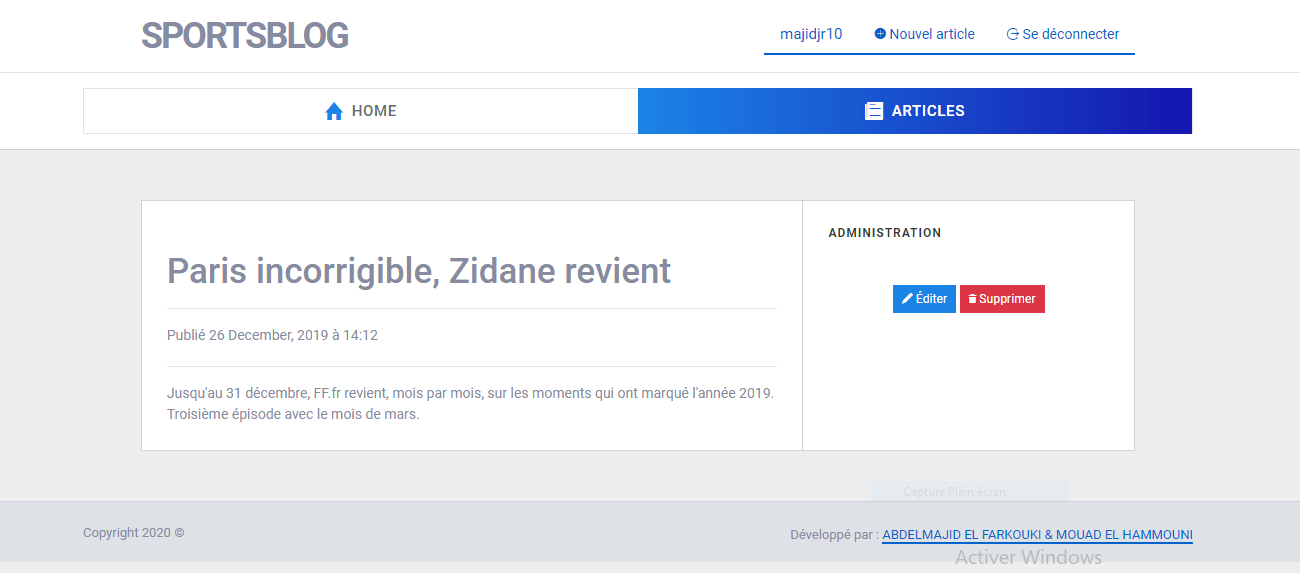 SPORTSBLOG
majidjr10 Nouvel article Se déconnecter
HOME ARTICLES
Paris incorrigible, Zidane revient
ADMINISTRATION
Éditer Supprimer
Publié 26 December, 2019 à 14:12
Jusqu'au 31 décembre, FF.fr revient, mois par mois, sur les moments qui ont marqué l'année 2019.
Troisième épisode avec le mois de mars.
Capture Plein écran
Copyright 2020 ©
Développé par : ABDELMAJID EL FARKOUKI & MOUAD EL HAMMOUNI
Activer Windows